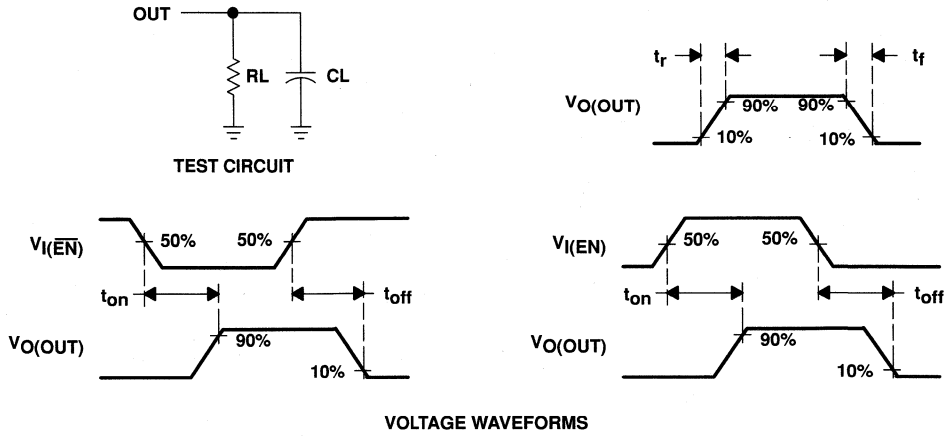 OUT
RL
CL
TEST CIRCUIT
tr
tf
VO(OUT)
90%
90%
10%
10%
VI(E̅N̅)
50%
50%
ton
toff
VO(OUT)
90%
10%
VI(EN)
50%
50%
ton
toff
VO(OUT)
90%
10%
VOLTAGE WAVEFORMS